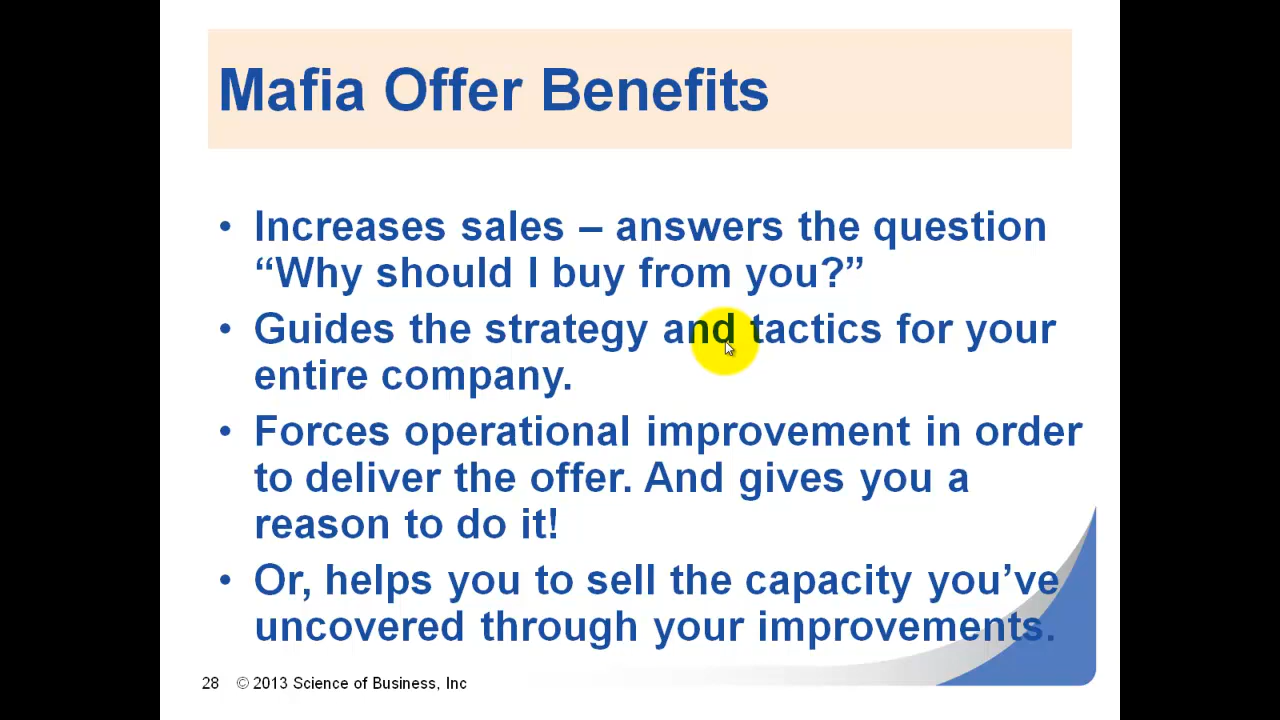 Mafia Offer Benefits
• Increases sales – answers the question
“Why should I buy from you?”
• Guides the strategy and tactics for your
entire company.
• Forces operational improvement in order
to deliver the offer. And gives you a
reason to do it!
• Or, helps you to sell the capacity you’ve
uncovered through your improvements.
28 © 2013 Science of Business, Inc